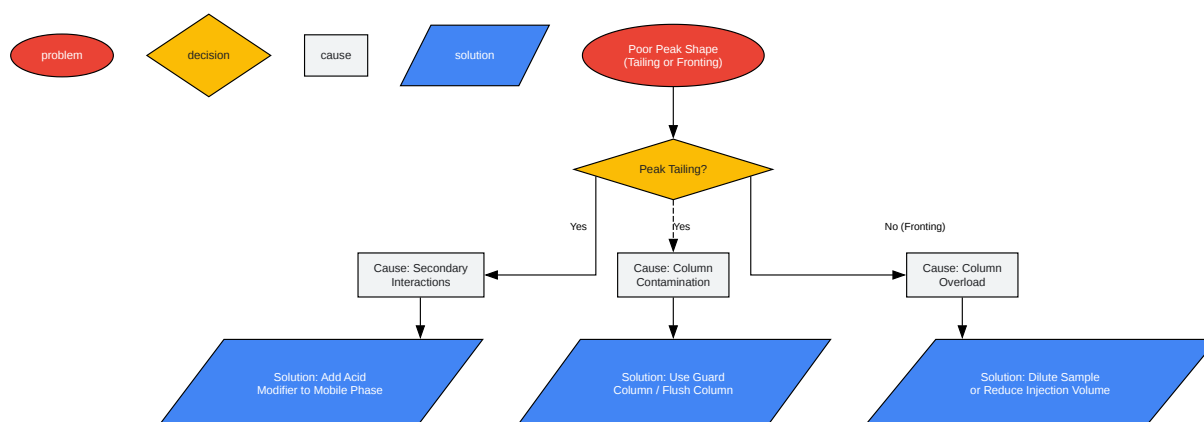 problem
decision
cause
solution
Poor Peak Shape
(Tailing or Fronting)
Peak Tailing?
Yes
Yes
No (Fronting)
Cause: Secondary
Interactions
Cause: Column
Contamination
Cause: Column
Overload
Solution: Add Acid
Modifier to Mobile Phase
Solution: Use Guard
Column / Flush Column
Solution: Dilute Sample
or Reduce Injection Volume